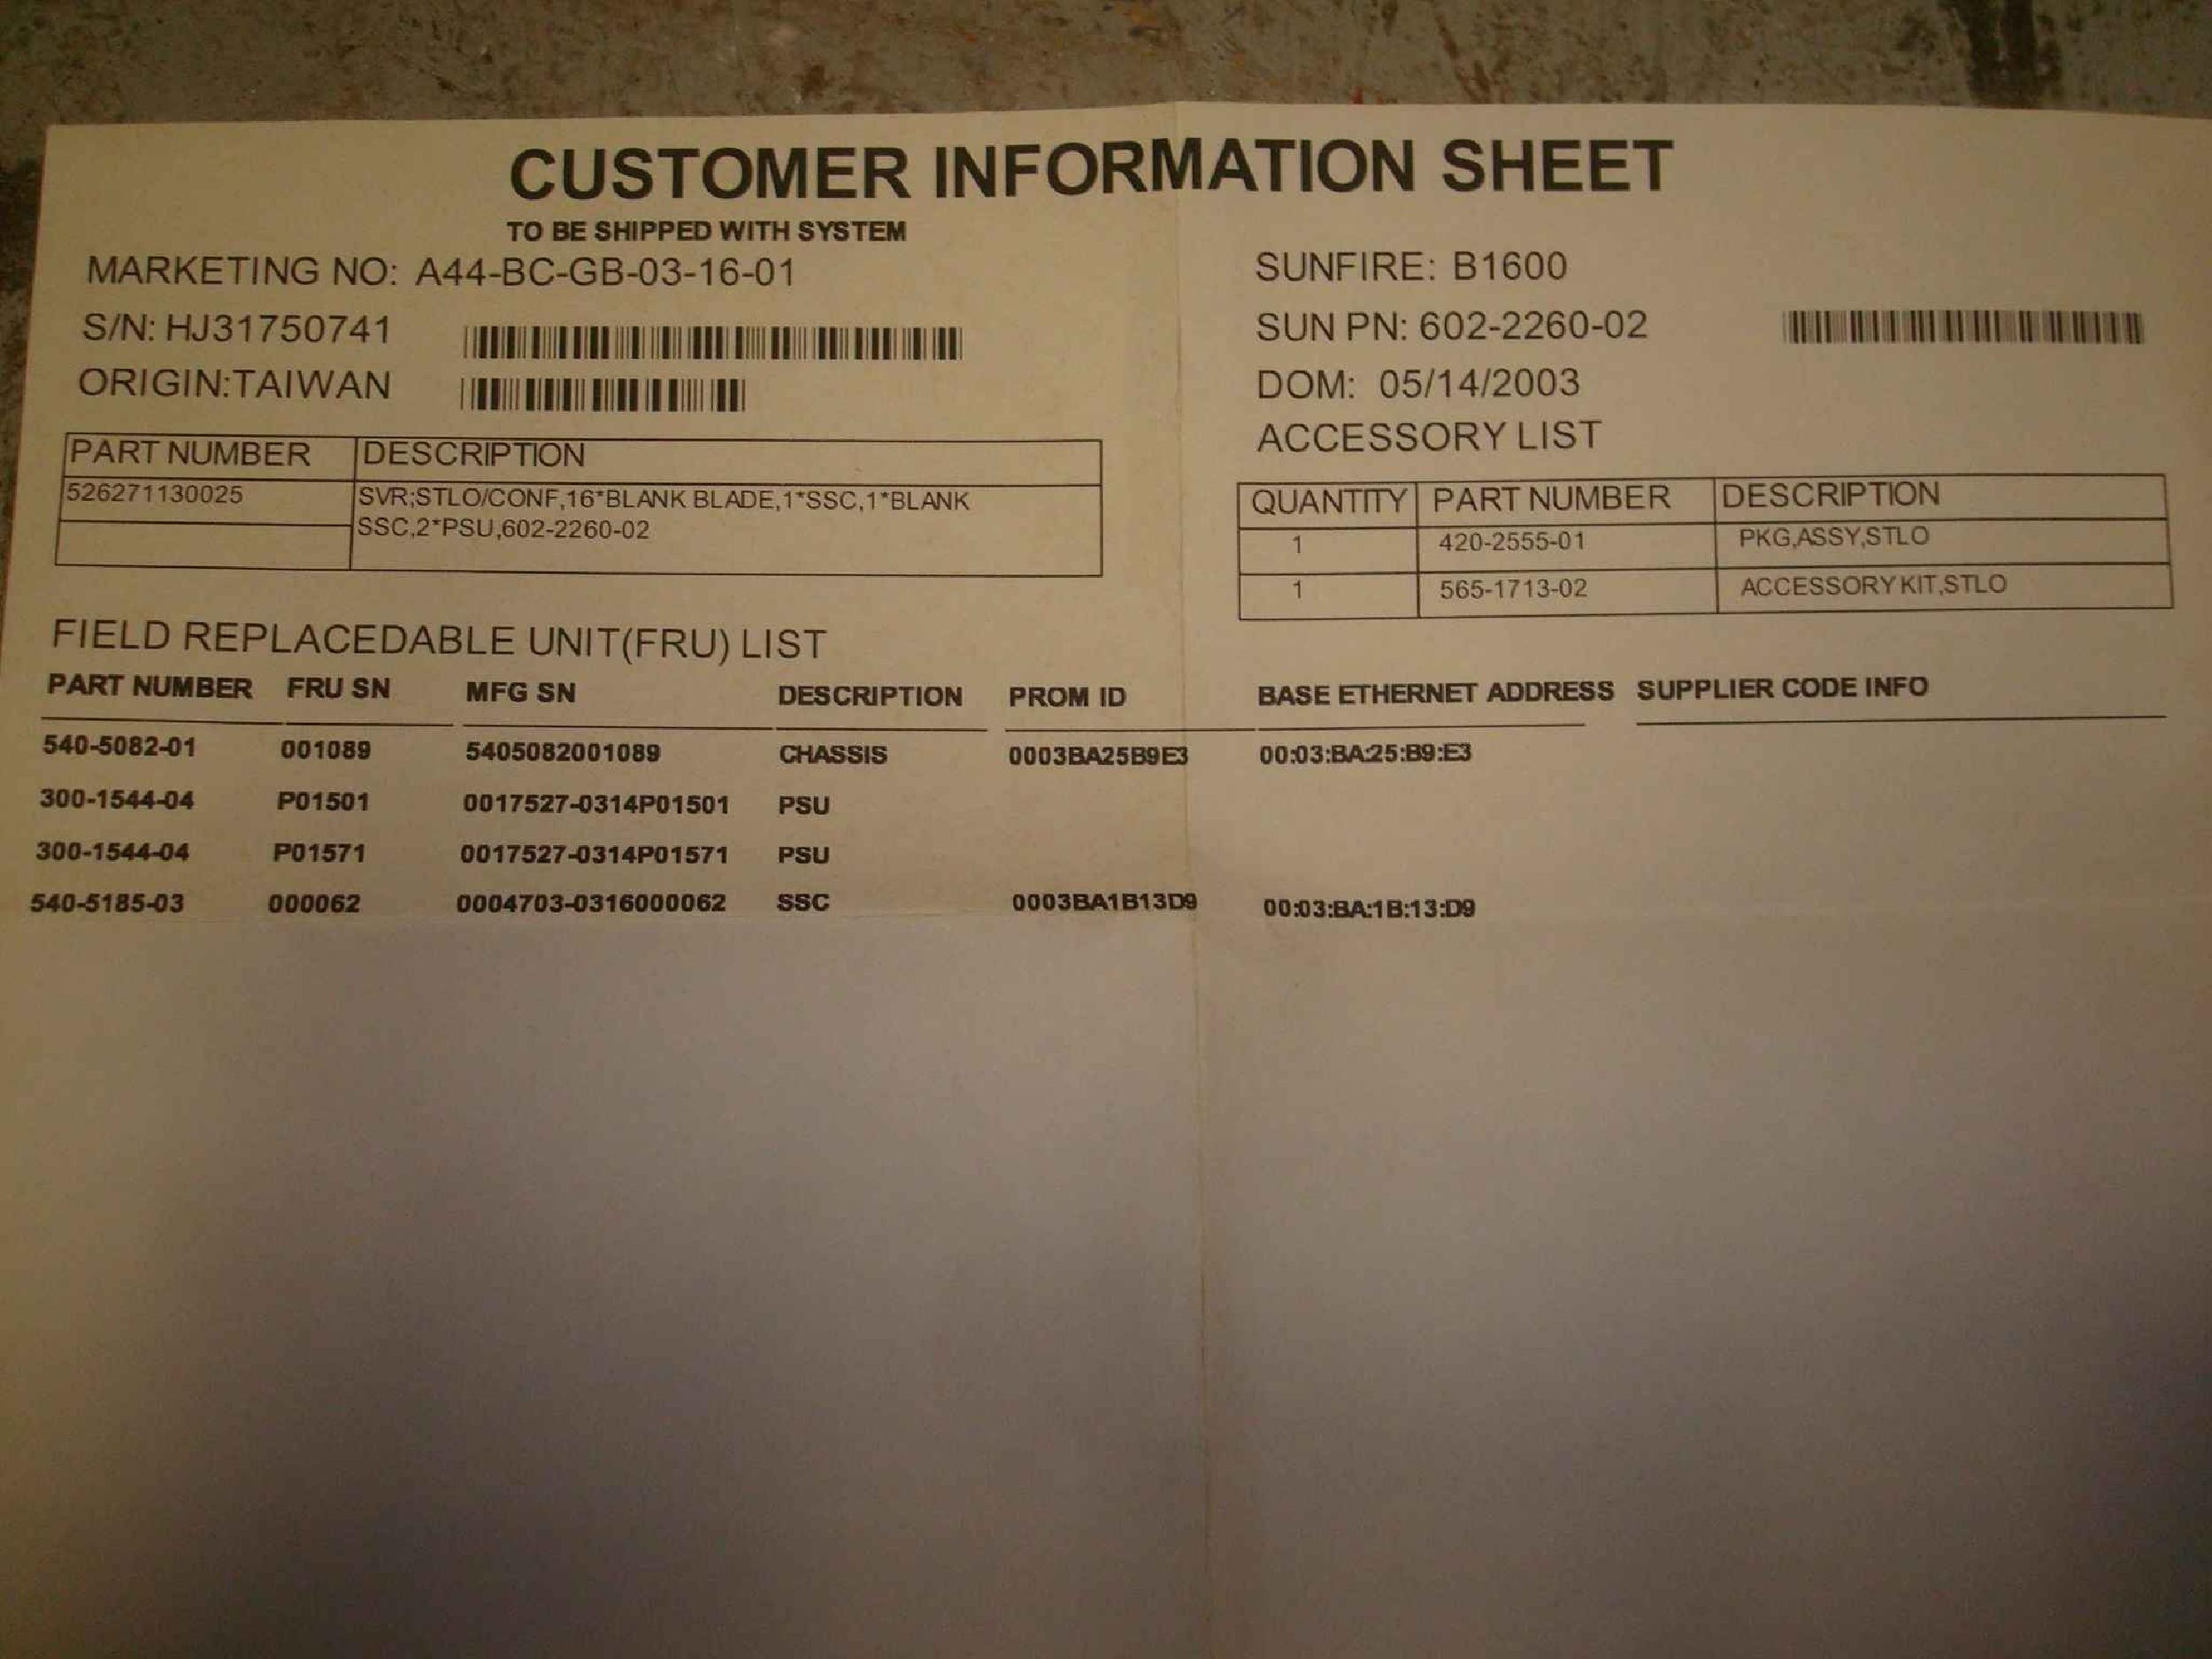 CUSTOMER INFORMATION SHEET
TO BE SHIPPED WITH SYSTEM
MARKETING NO: A44-BC-GB-03-16-01
S/N: HJ31750741
ORIGIN:TAIWAN
PART NUMBER DESCRIPTION
526271130025 SVR;STLO/CONF,16*BLANK BLADE,1*SSC,1*BLANK
SSC,2*PSU,602-2260-02
SUNFIRE: B1600
SUN PN: 602-2260-02
DOM: 05/14/2003
ACCESSORY LIST
QUANTITY PART NUMBER DESCRIPTION
1 420-2555-01 PKG,ASSY,STLO
1 565-1713-02 ACCESSORY KIT,STLO
FIELD REPLACEDABLE UNIT(FRU) LIST
PART NUMBER FRU SN MFG SN DESCRIPTION PROM ID BASE ETHERNET ADDRESS SUPPLIER CODE INFO
540-5082-01 001089 5405082001089 CHASSIS 0003BA25B9E3 00:03:BA:25:B9:E3
300-1544-04 P01501 0017527-0314P01501 PSU
300-1544-04 P01571 0017527-0314P01571 PSU
540-5185-03 000062 0004703-0316000062 SSC 0003BA1B13D9 00:03:BA:1B:13:D9